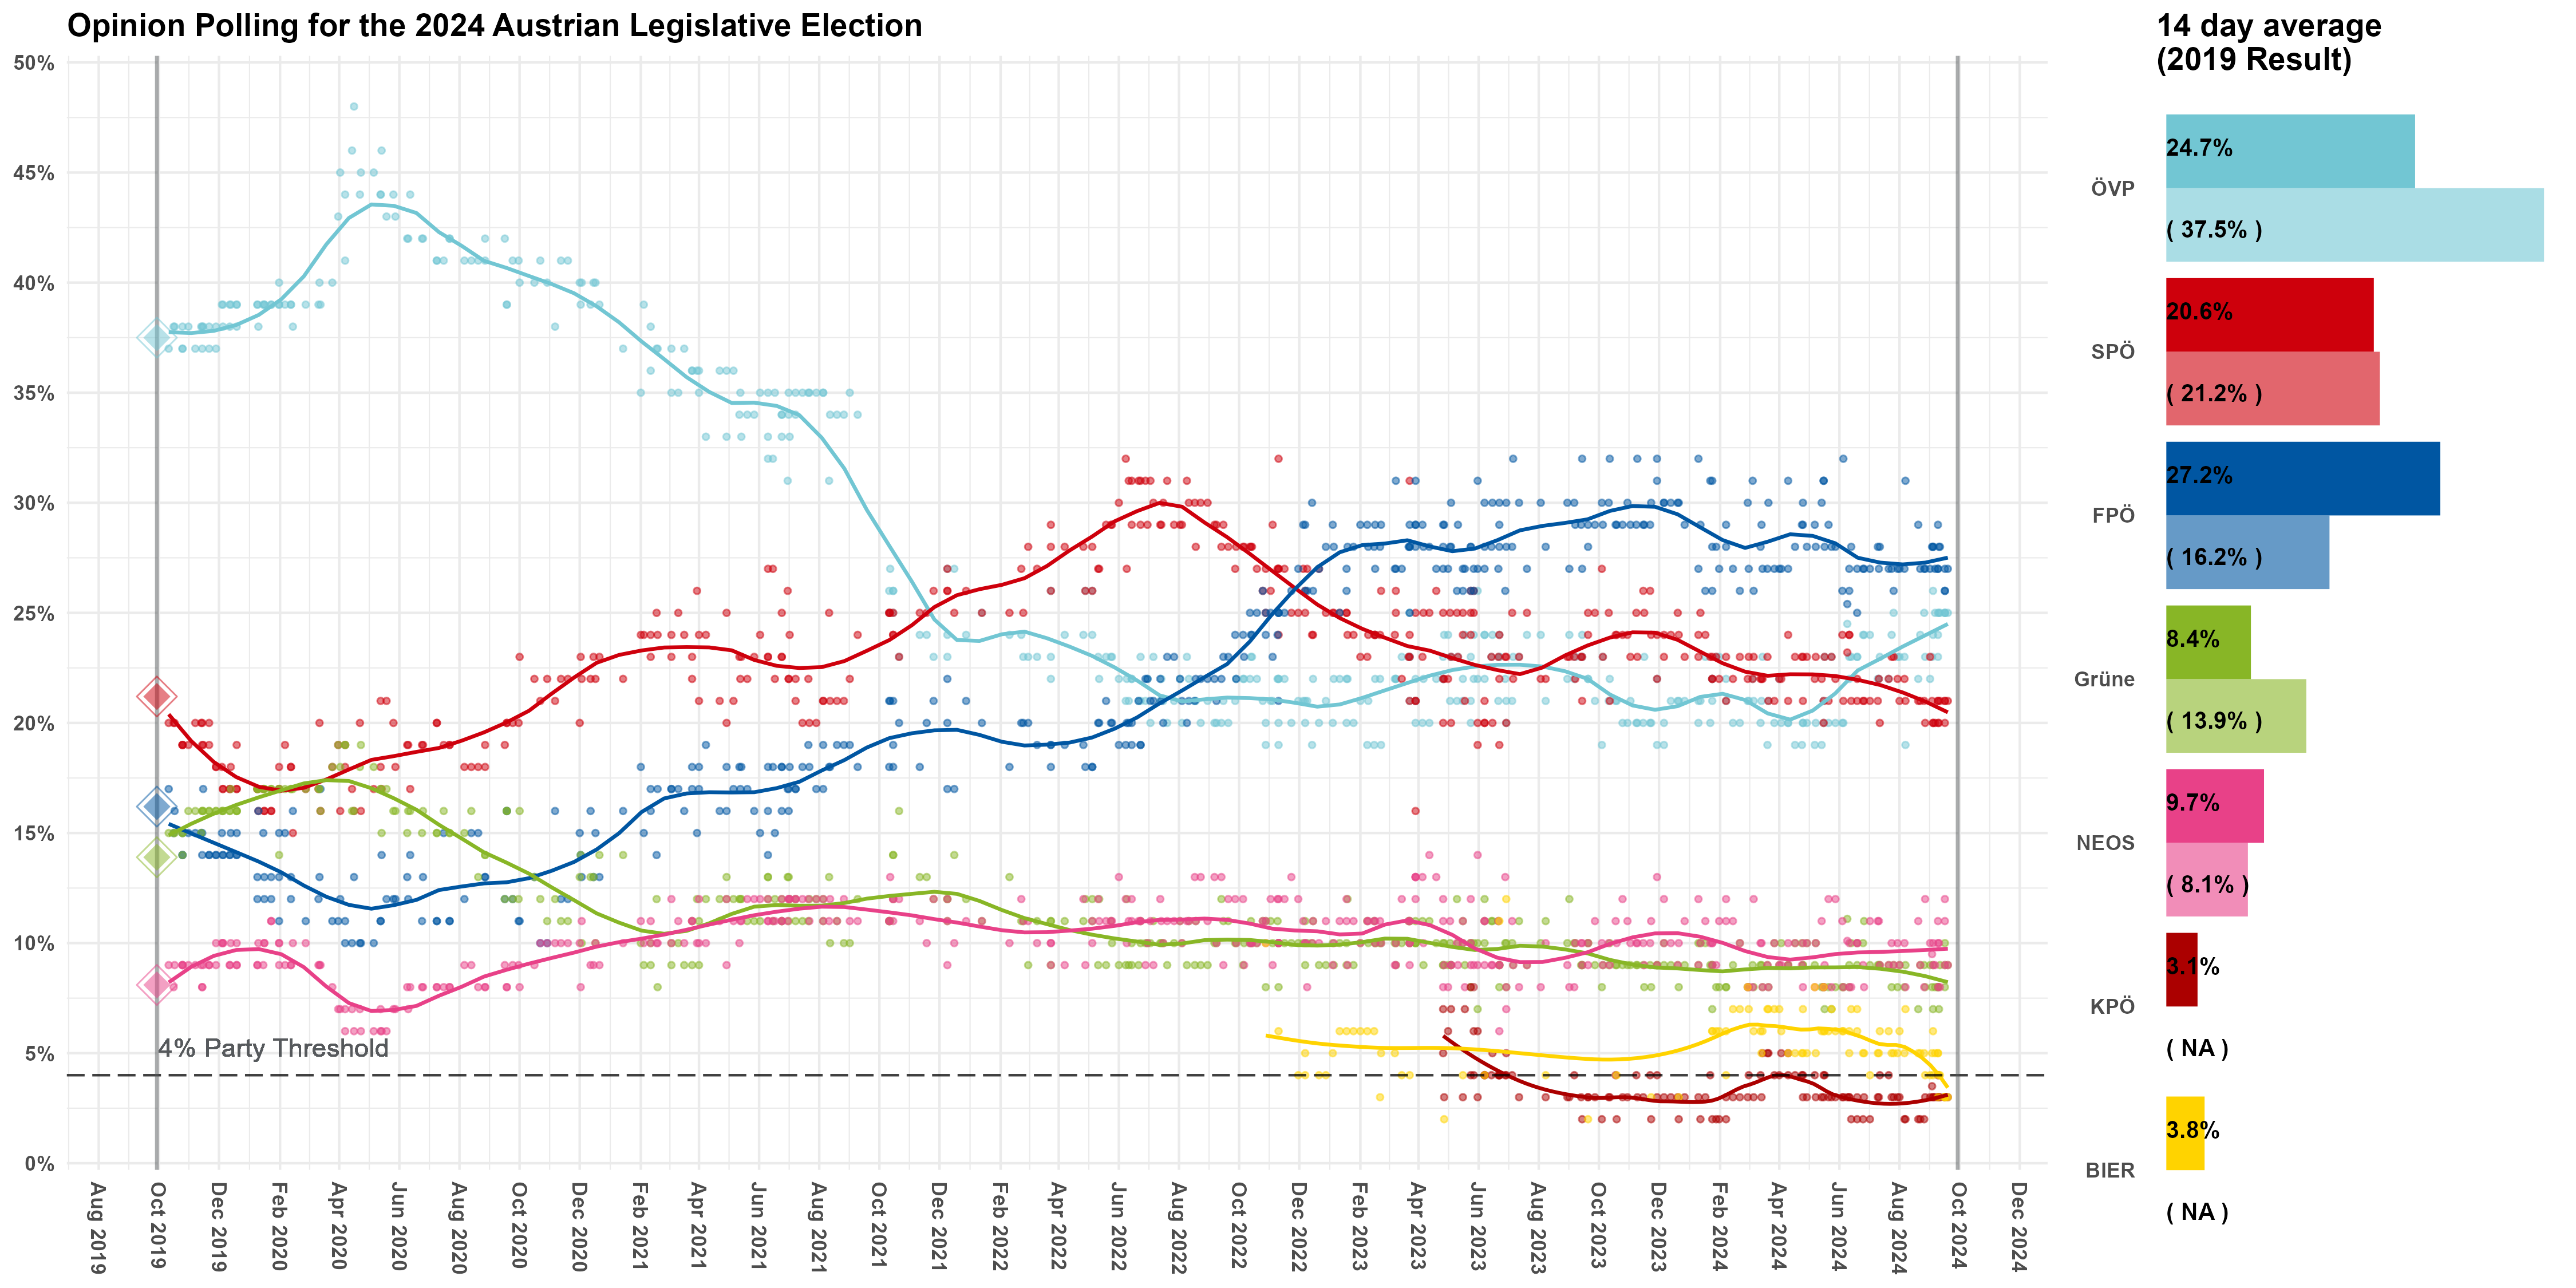 Opinion Polling for the 2024 Austrian Legislative Election
50%
45%
40%
35%
30%
25%
20%
15%
10%
5%
0%
4% Party Threshold
Aug 2019
Oct 2019
Dec 2019
Feb 2020
Apr 2020
Jun 2020
Aug 2020
Oct 2020
Dec 2020
Feb 2021
Apr 2021
Jun 2021
Aug 2021
Oct 2021
Dec 2021
Feb 2022
Apr 2022
Jun 2022
Aug 2022
Oct 2022
Dec 2022
Feb 2023
Apr 2023
Jun 2023
Aug 2023
Oct 2023
Dec 2023
Feb 2024
Apr 2024
Jun 2024
Aug 2024
Oct 2024
Dec 2024
14 day average
(2019 Result)
ÖVP
24.7%
( 37.5% )
SPÖ
20.6%
( 21.2% )
FPÖ
27.2%
( 16.2% )
Grüne
8.4%
( 13.9% )
NEOS
9.7%
( 8.1% )
KPÖ
3.1%
( NA )
BIER
3.8%
( NA )